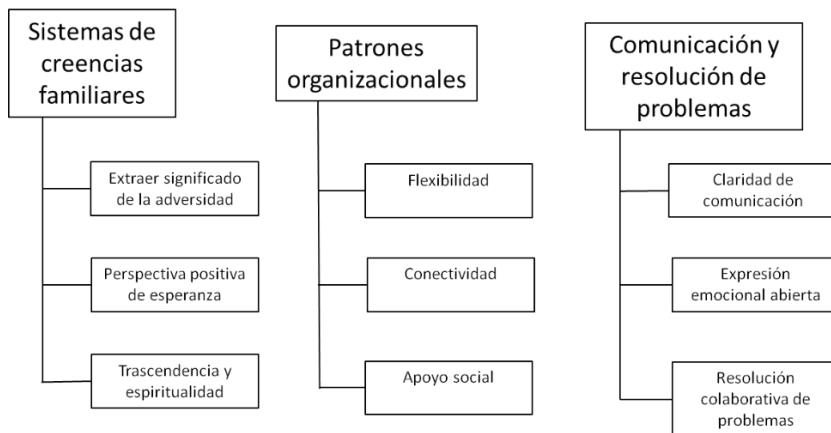 Sistemas de
creencias
familiares
Extraer significado
de la adversidad
Perspectiva positiva
de esperanza
Trascendencia y
espiritualidad
Patrones
organizacionales
Flexibilidad
Conectividad
Apoyo social
Comunicación y
resolución de
problemas
Claridad de
comunicación
Expresión
emocional abierta
Resolución
colaborativa de
problemas